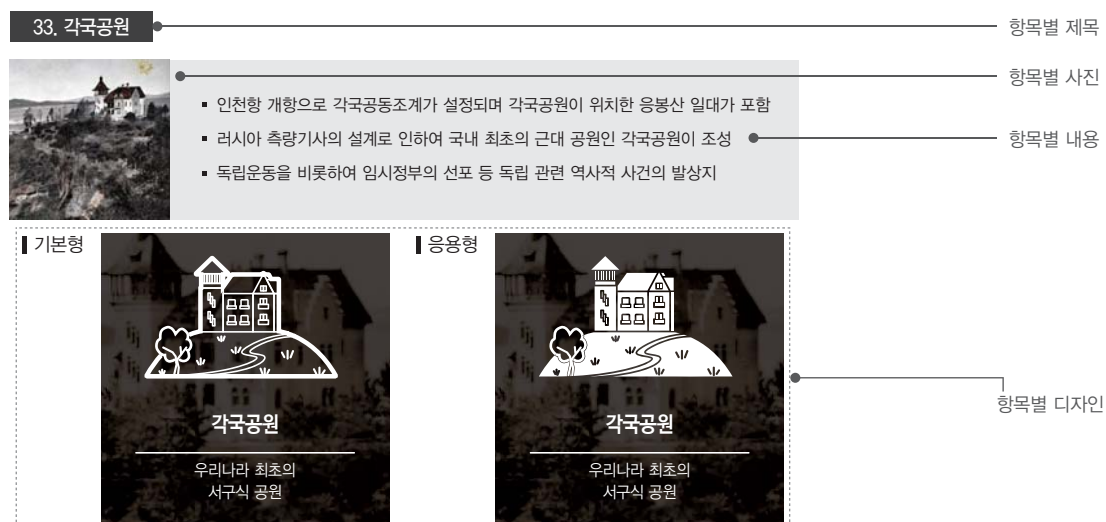 33. 각국공원
항목별 제목
항목별 사진
▪ 인천항 개항으로 각국공동조계가 설정되며 각국공원이 위치한 응봉산 일대가 포함
▪ 러시아 측량기사의 설계로 인하여 국내 최초의 근대 공원인 각국공원이 조성
항목별 내용
▪ 독립운동을 비롯하여 임시정부의 선포 등 독립 관련 역사적 사건의 발상지
기본형
각국공원
우리나라 최초의
서구식 공원
응용형
각국공원
우리나라 최초의
서구식 공원
항목별 디자인